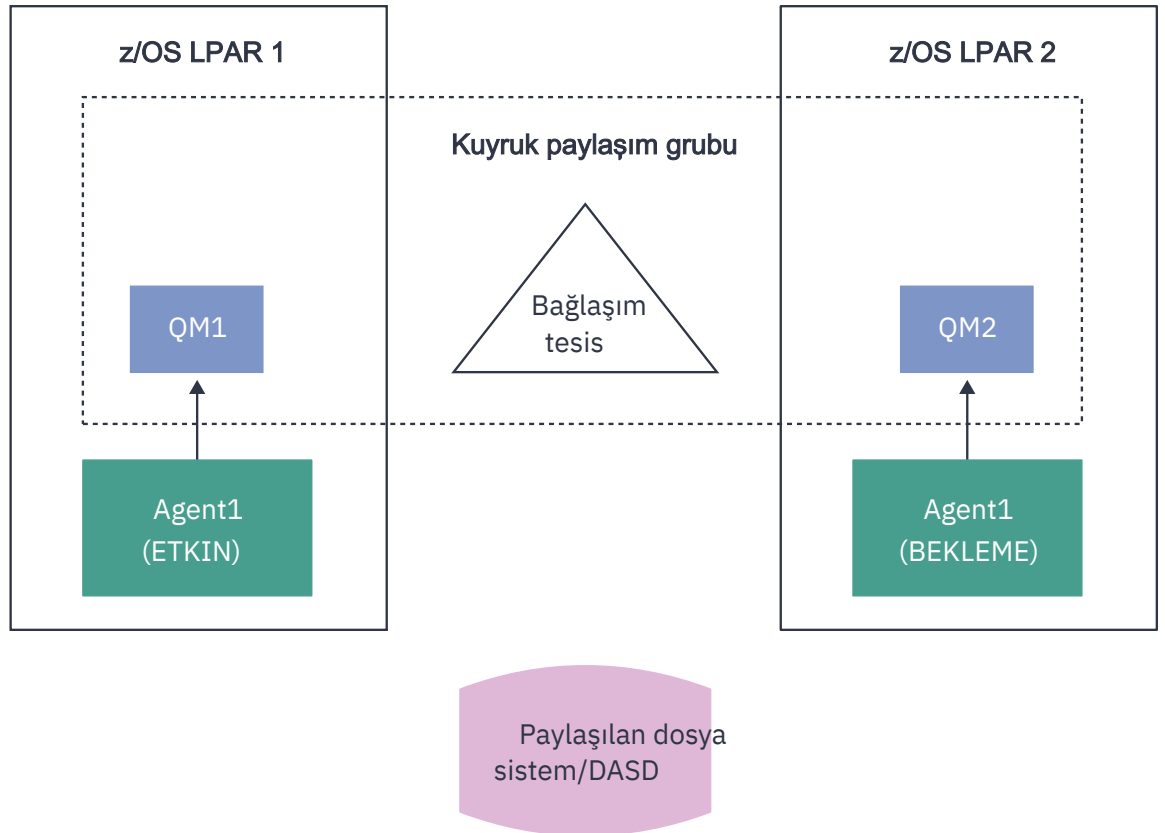 z/OS LPAR 1
z/OS LPAR 2
Kuyruk paylaşım grubu
Bağlaşım
tesis
QM1
QM2
Agent1
(ETKIN)
Agent1
(BEKLEME)
Paylaşılan dosya
sistem/DASD